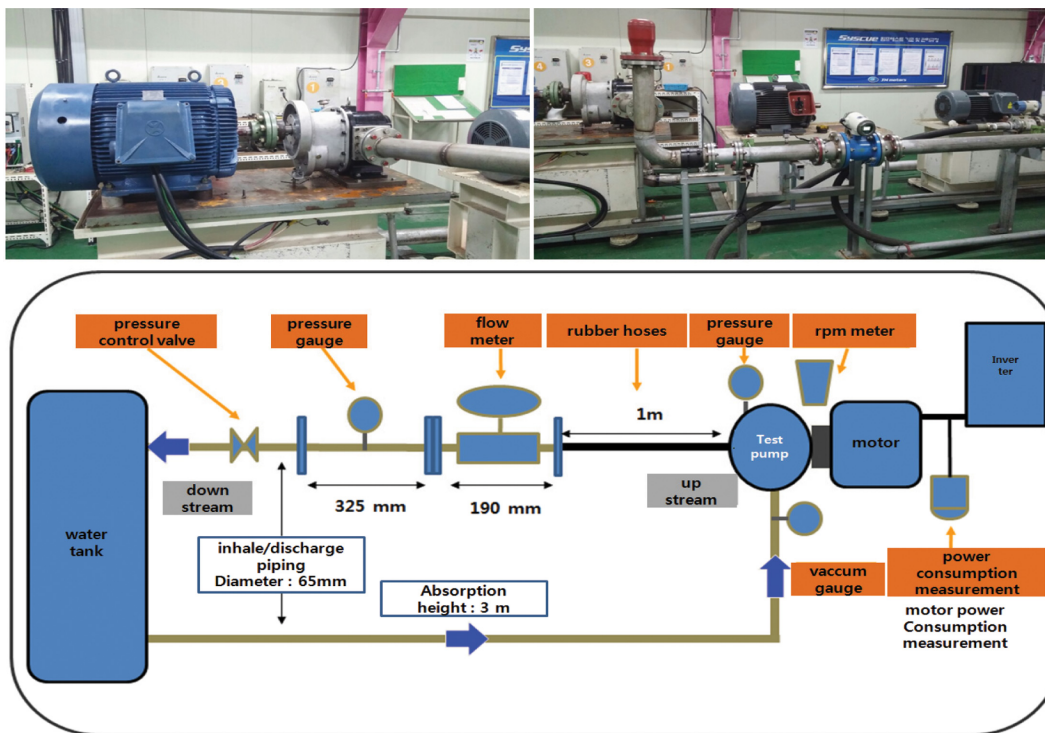 Syscue
pressure
control valve
pressure
gauge
flow
meter
rubber hoses
pressure
gauge
rpm meter
Inver
ter
1m
Test
pump
motor
down
stream
325 mm
190 mm
up
stream
water
tank
inhale/discharge
piping
Diameter : 65mm
Absorption
height : 3 m
vaccum
gauge
power
consumption
measurement
motor power
Consumption
measurement